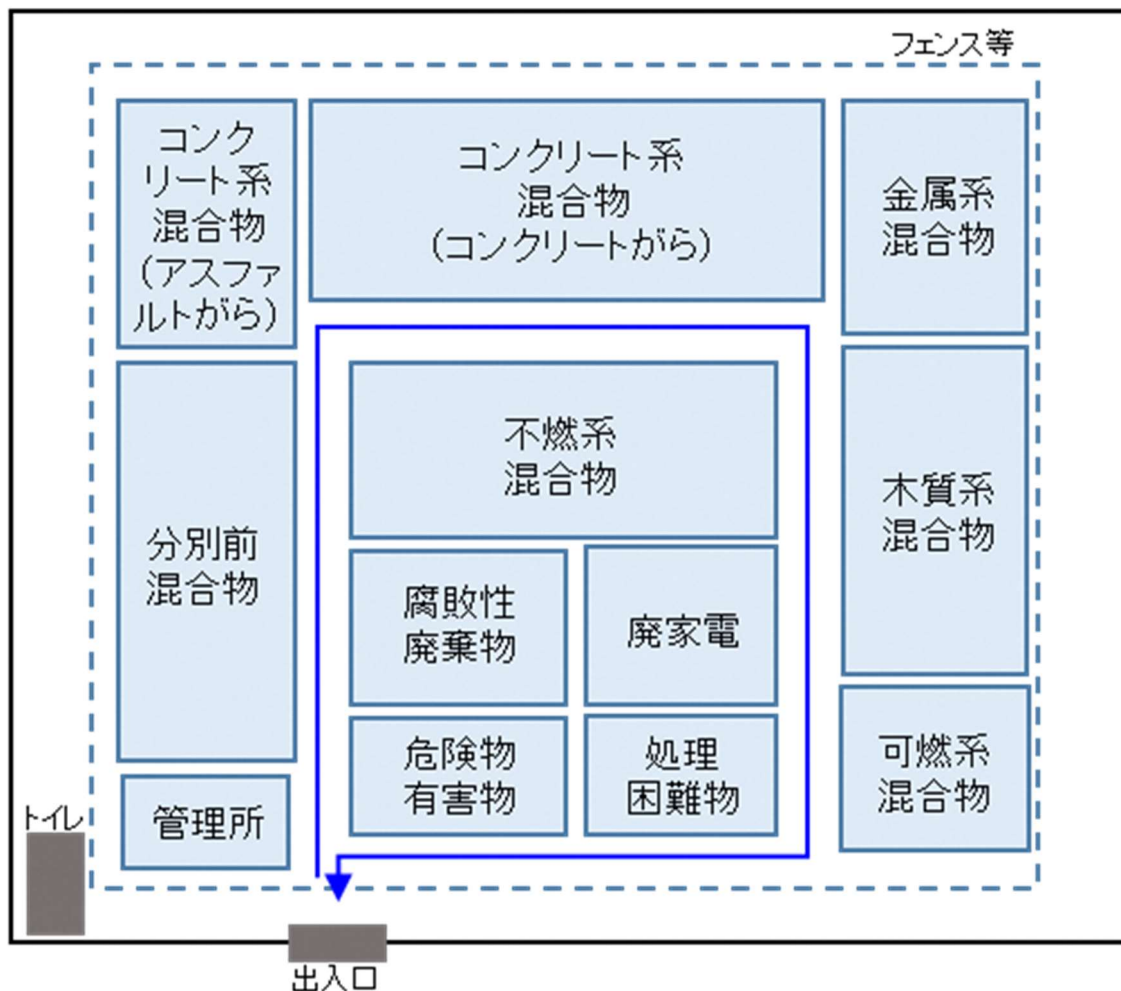 フェンス等
コンク
リート系
混合物
(アスファ
ルトがら)
コンクリート系
混合物
(コンクリートがら)
金属系
混合物
不燃系
混合物
木質系
混合物
分別前
混合物
腐敗性
廃棄物
廃家電
危険物
有害物
処理
困難物
可燃系
混合物
管理所
トイレ
出入口